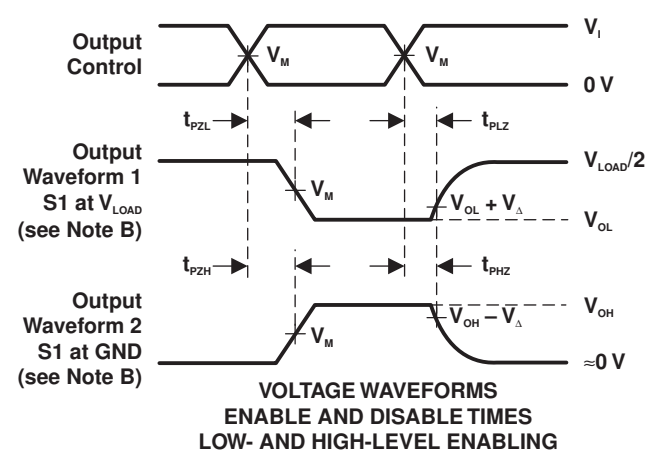 Output
Control
V_M
V_M
V_I
0 V
t_PZL
t_PLZ
Output
Waveform 1
S1 at V_LOAD
(see Note B)
V_M
V_OL + V_Δ
V_LOAD/2
V_OL
t_PZH
t_PHZ
Output
Waveform 2
S1 at GND
(see Note B)
V_M
V_OH – V_Δ
V_OH
≈0 V
VOLTAGE WAVEFORMS
ENABLE AND DISABLE TIMES
LOW- AND HIGH-LEVEL ENABLING